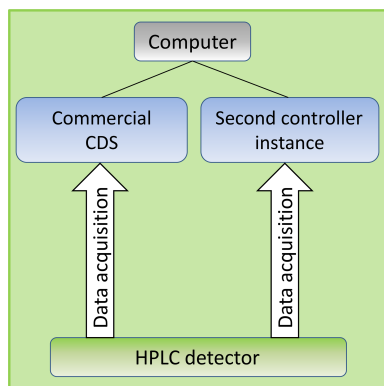 Computer
Commercial
CDS
Second controller
instance
Data acquisition
Data acquisition
HPLC detector